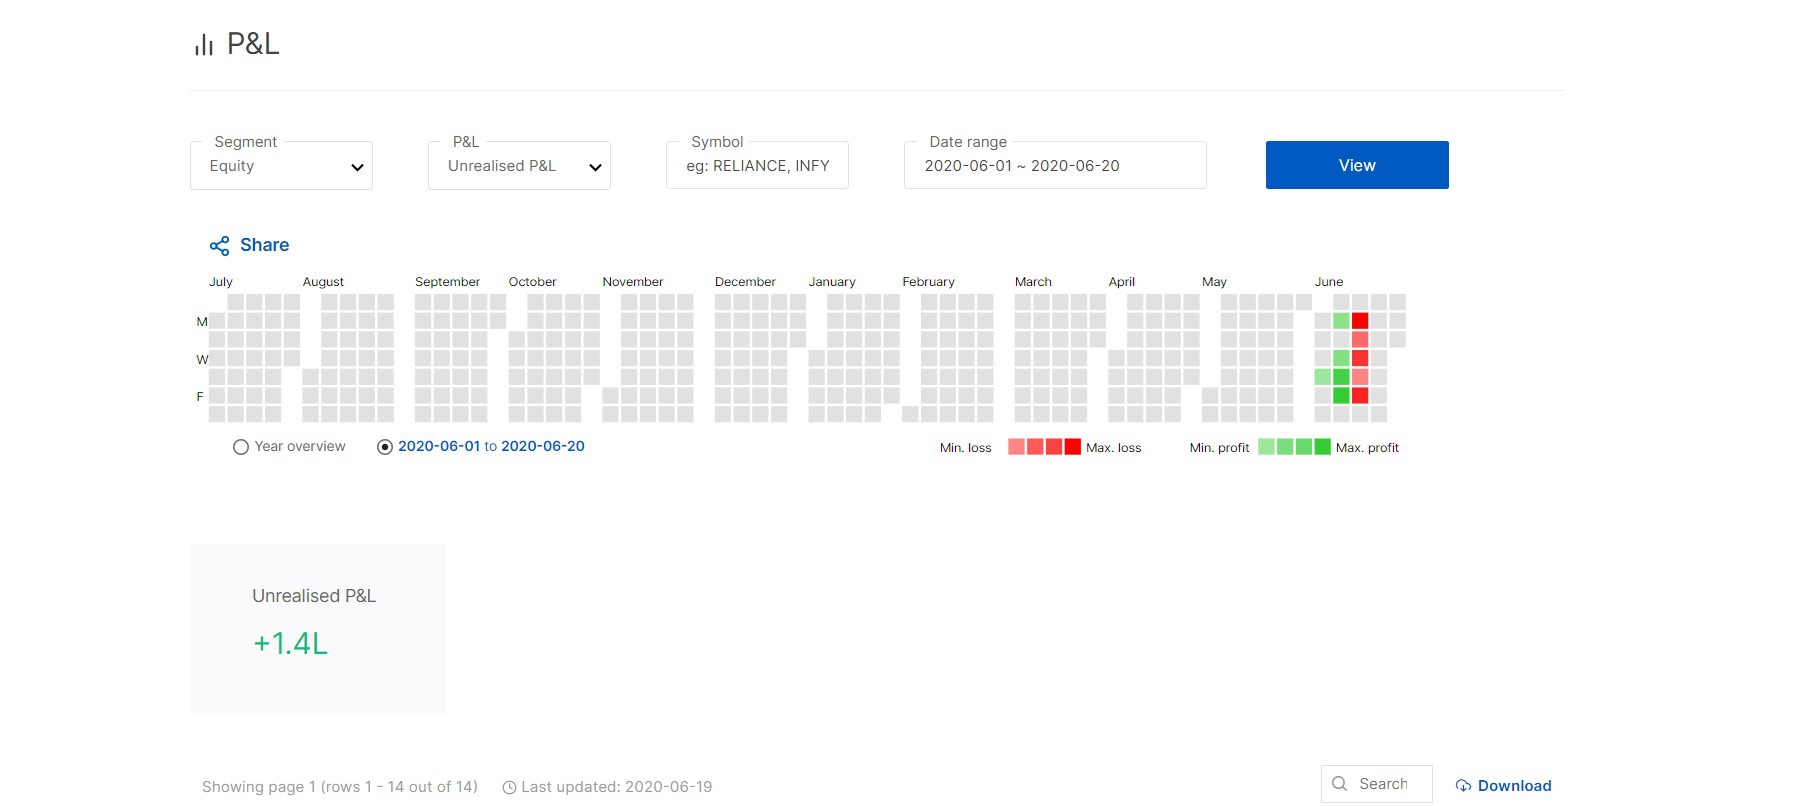 P&L
Segment P&L Symbol Date range
Equity Unrealised P&L eg: RELIANCE, INFY 2020-06-01 ~ 2020-06-20 View
Share
July August September October November December January February March April May June
M
W
F
Year overview 2020-06-01 to 2020-06-20 Min. loss Max. loss Min. profit Max. profit
Unrealised P&L
+1.4L
Showing page 1 (rows 1 - 14 out of 14) Last updated: 2020-06-19 Search Download